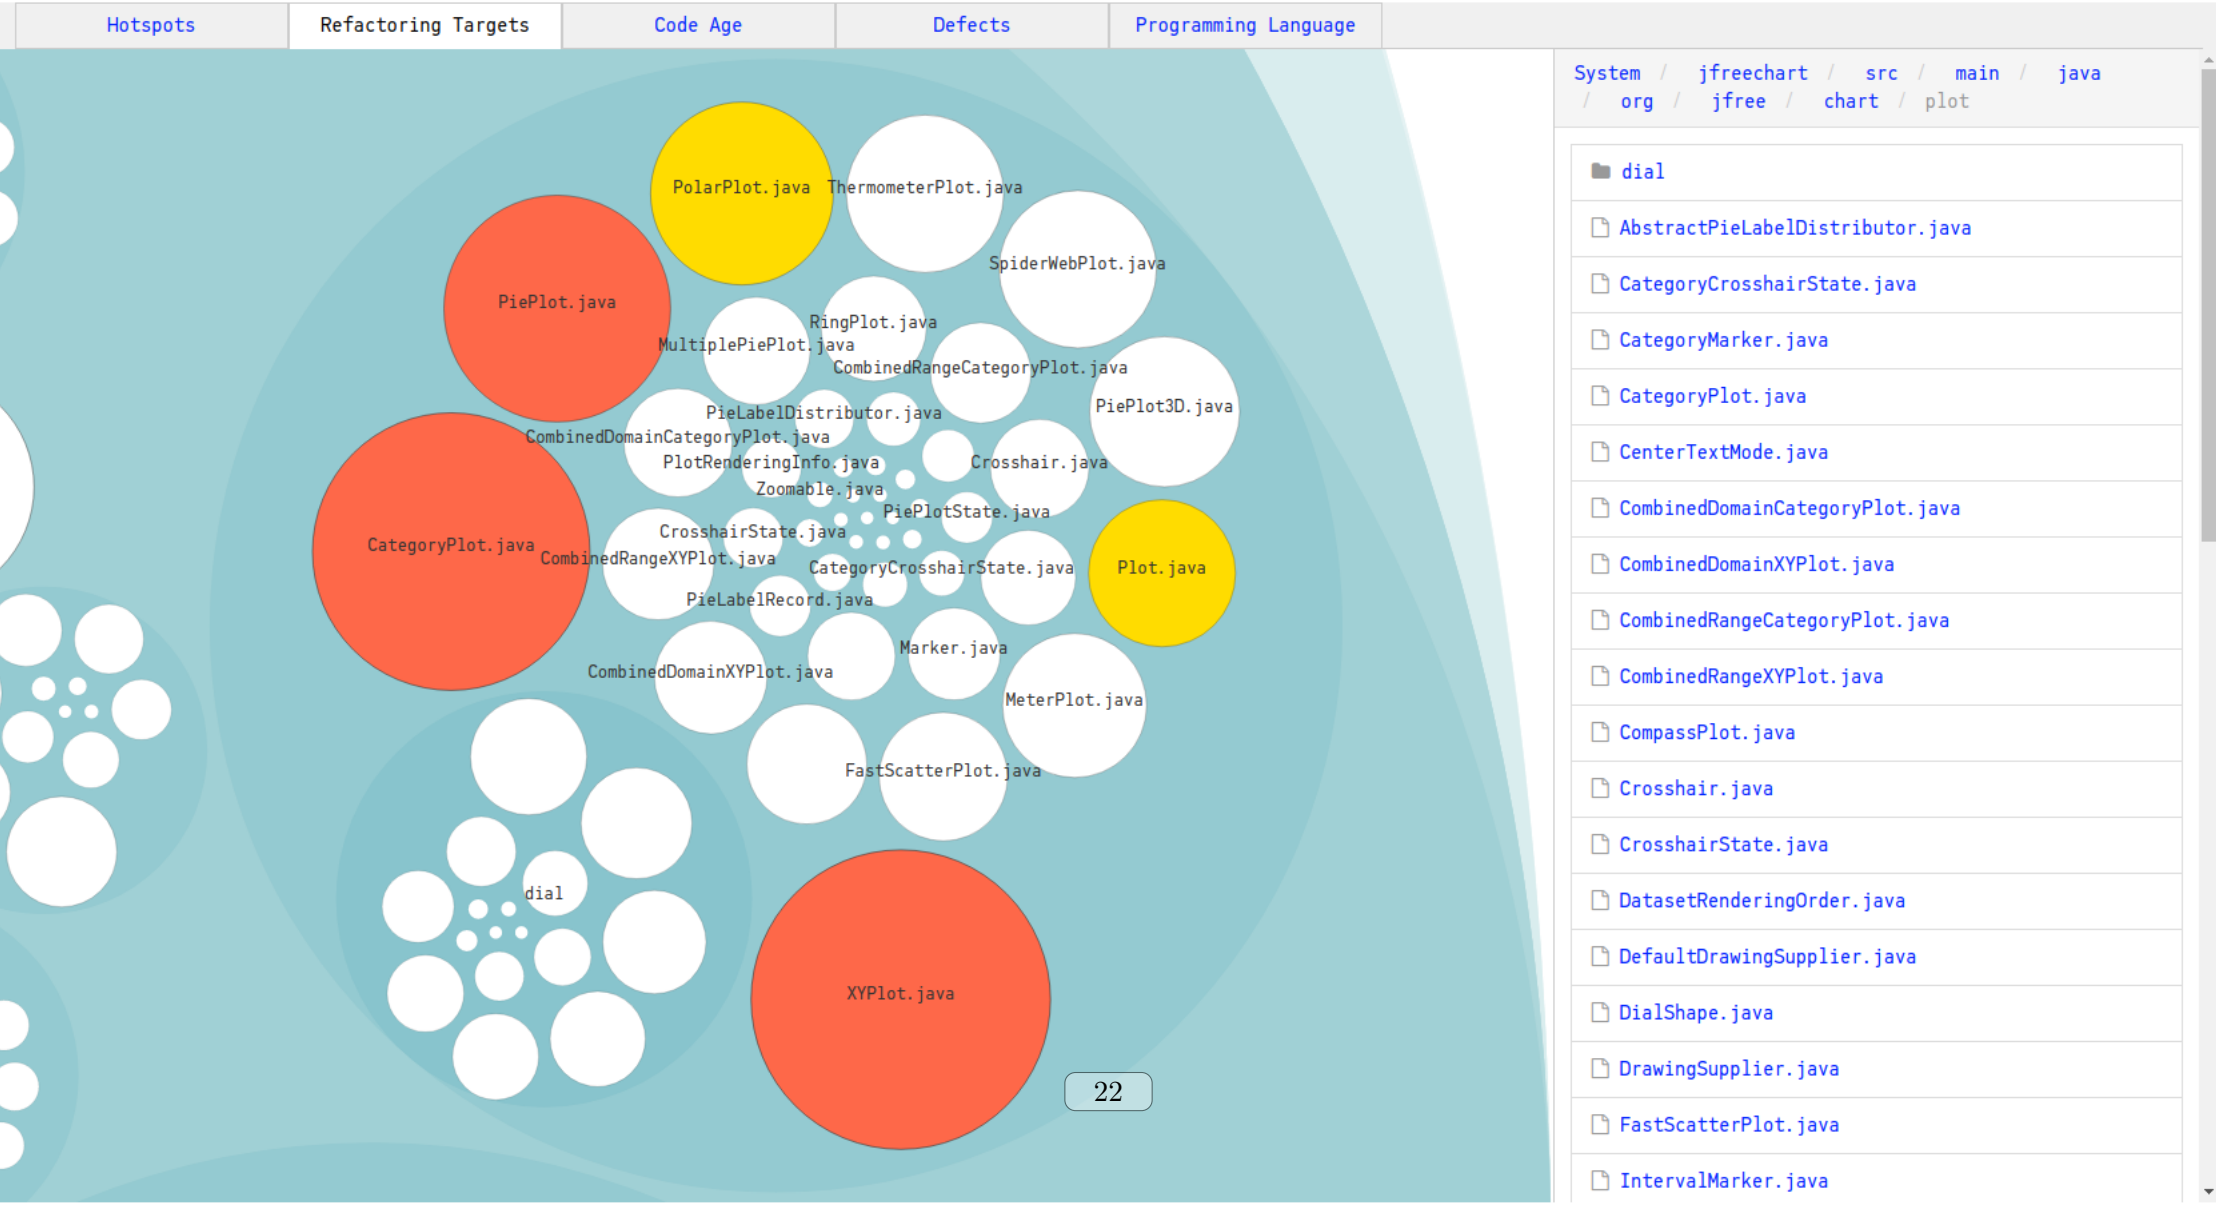 Hotspots
Refactoring Targets
Code Age
Defects
Programming Language
System / jfreechart / src / main / java
/ org / jfree / chart / plot
PolarPlot.java
ThermometerPlot.java
SpiderWebPlot.java
PiePlot.java
RingPlot.java
MultiplePiePlot.java
CombinedRangeCategoryPlot.java
PiePlot3D.java
PieLabelDistributor.java
CombinedDomainCategoryPlot.java
PlotRenderingInfo.java
Crosshair.java
Zoomable.java
PiePlotState.java
CrosshairState.java
CategoryPlot.java
CombinedRangeXYPlot.java
CategoryCrosshairState.java
Plot.java
PieLabelRecord.java
Marker.java
CombinedDomainXYPlot.java
MeterPlot.java
FastScatterPlot.java
dial
XYPlot.java
22
dial
AbstractPieLabelDistributor.java
CategoryCrosshairState.java
CategoryMarker.java
CategoryPlot.java
CenterTextMode.java
CombinedDomainCategoryPlot.java
CombinedDomainXYPlot.java
CombinedRangeCategoryPlot.java
CombinedRangeXYPlot.java
CompassPlot.java
Crosshair.java
CrosshairState.java
DatasetRenderingOrder.java
DefaultDrawingSupplier.java
DialShape.java
DrawingSupplier.java
FastScatterPlot.java
IntervalMarker.java